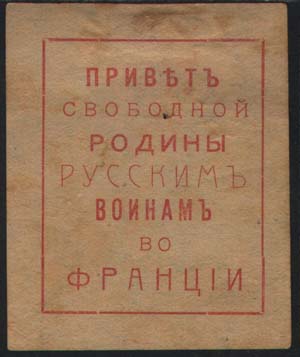 ПРИВѢТЪ
СВОБОДНОЙ
РОДИНЫ
РУССКИМЪ
ВОИНАМЪ
ВО
ФРАНЦІИ